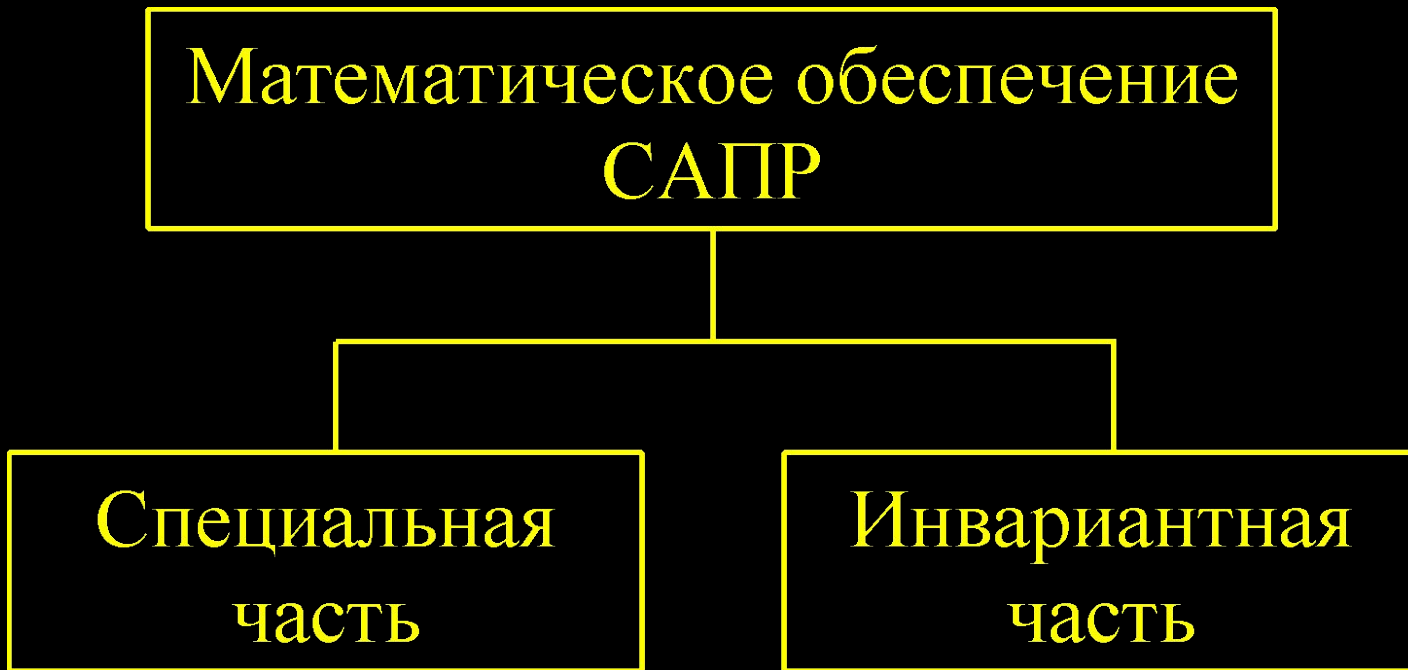 Математическое обеспечение
САПР
Специальная
часть
Инвариантная
часть